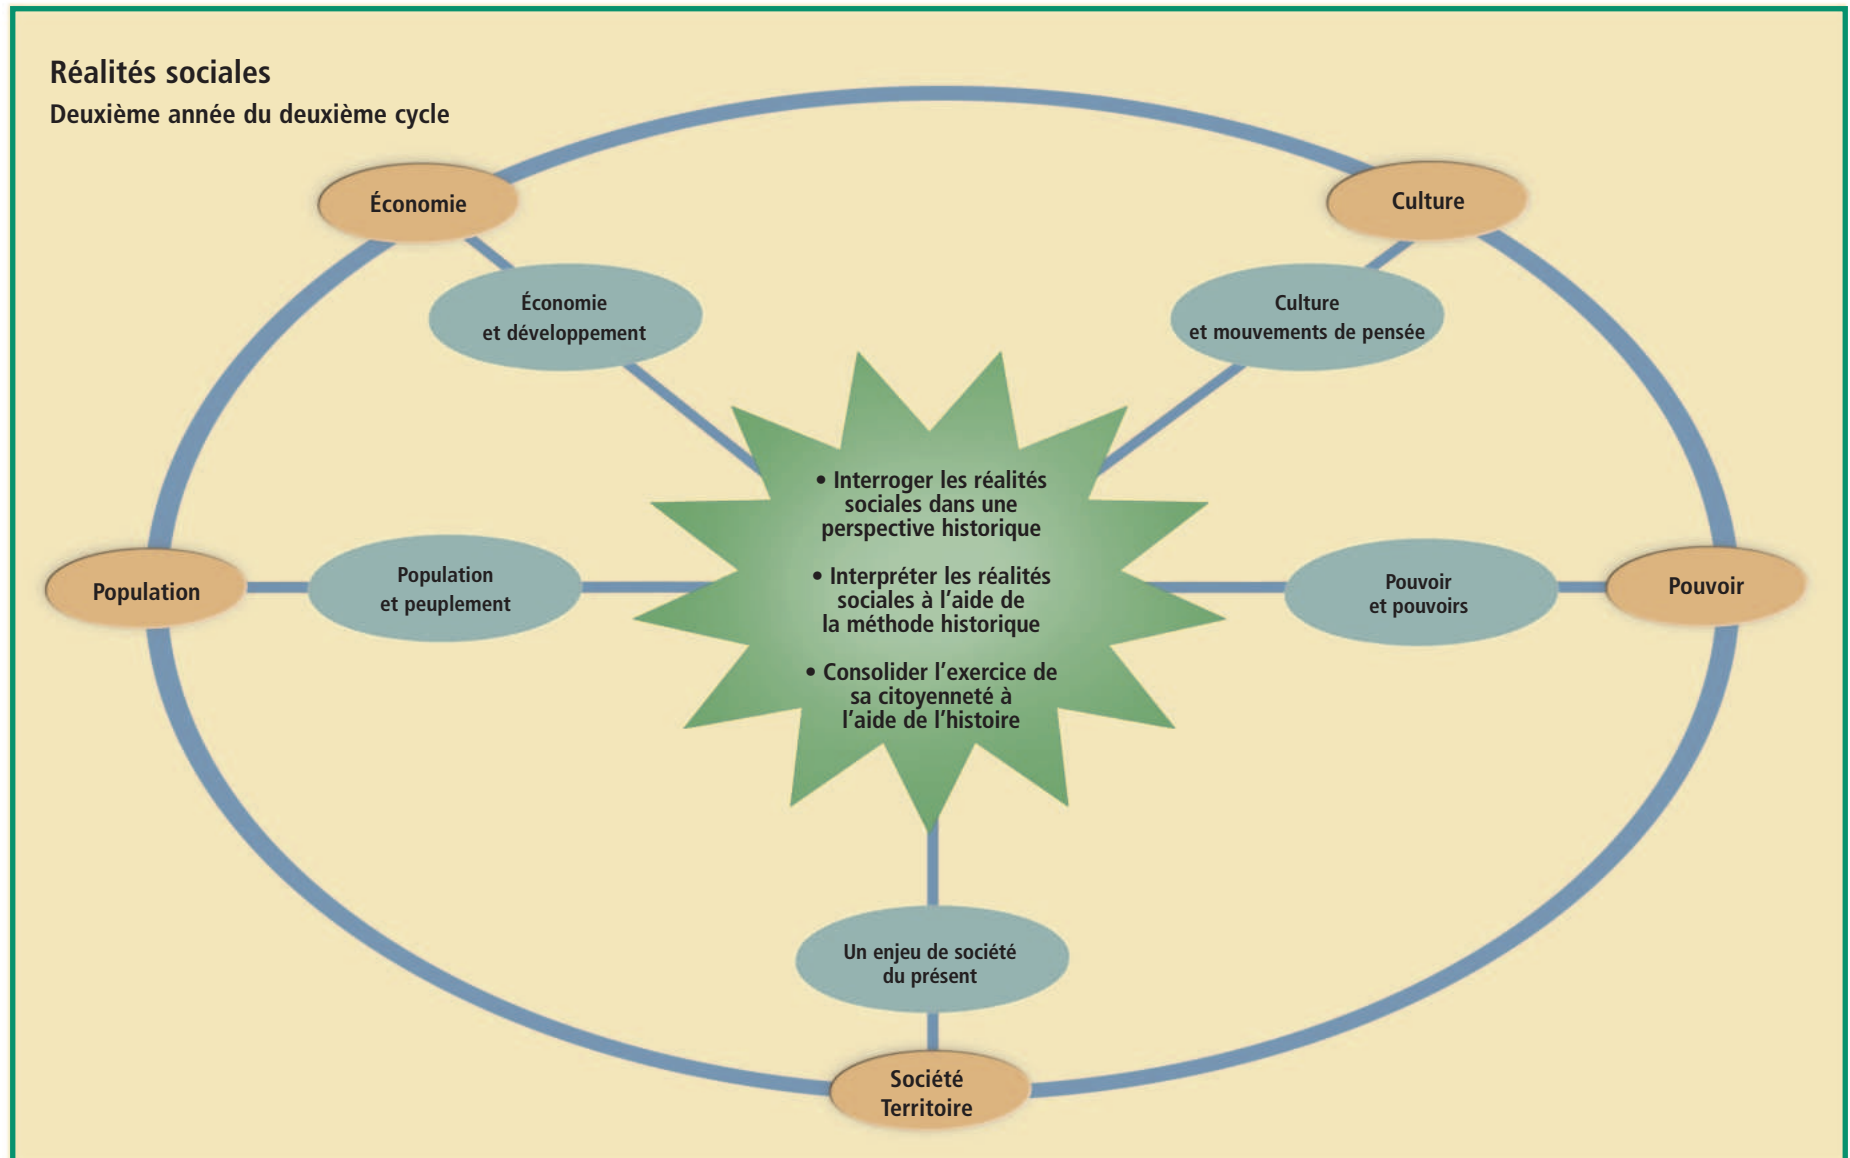 Réalités sociales
Deuxième année du deuxième cycle
Économie
Culture
Économie
et développement
Culture
et mouvements de pensée
• Interroger les réalités
sociales dans une
perspective historique
• Interpréter les réalités
sociales à l'aide de
la méthode historique
• Consolider l'exercice de
sa citoyenneté à
l'aide de l'histoire
Population
Population
et peuplement
Pouvoir
et pouvoirs
Pouvoir
Un enjeu de société
du présent
Société
Territoire